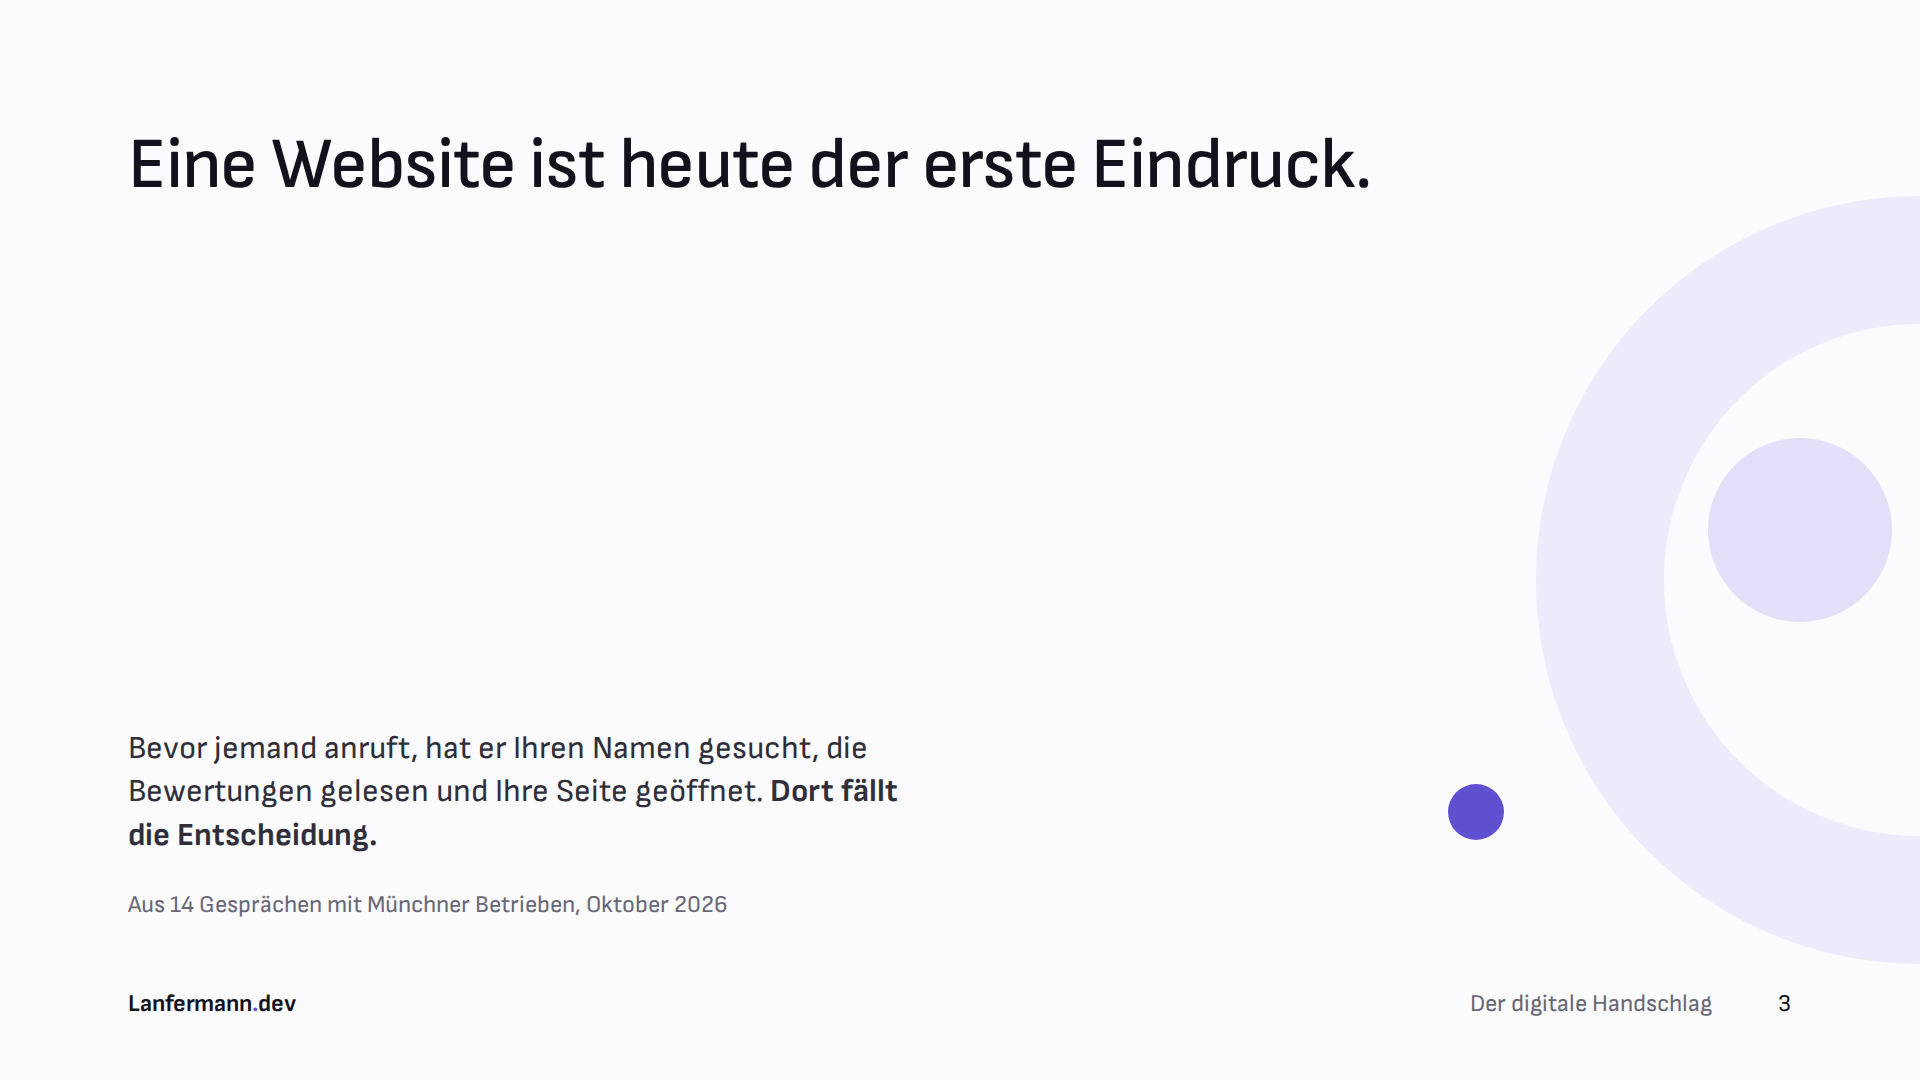 Eine Website ist heute der erste Eindruck.
Bevor jemand anruft, hat er Ihren Namen gesucht, die
Bewertungen gelesen und Ihre Seite geöffnet. Dort fällt
die Entscheidung.
Aus 14 Gesprächen mit Münchner Betrieben, Oktober 2026
Lanfermann.dev
Der digitale Handschlag
3